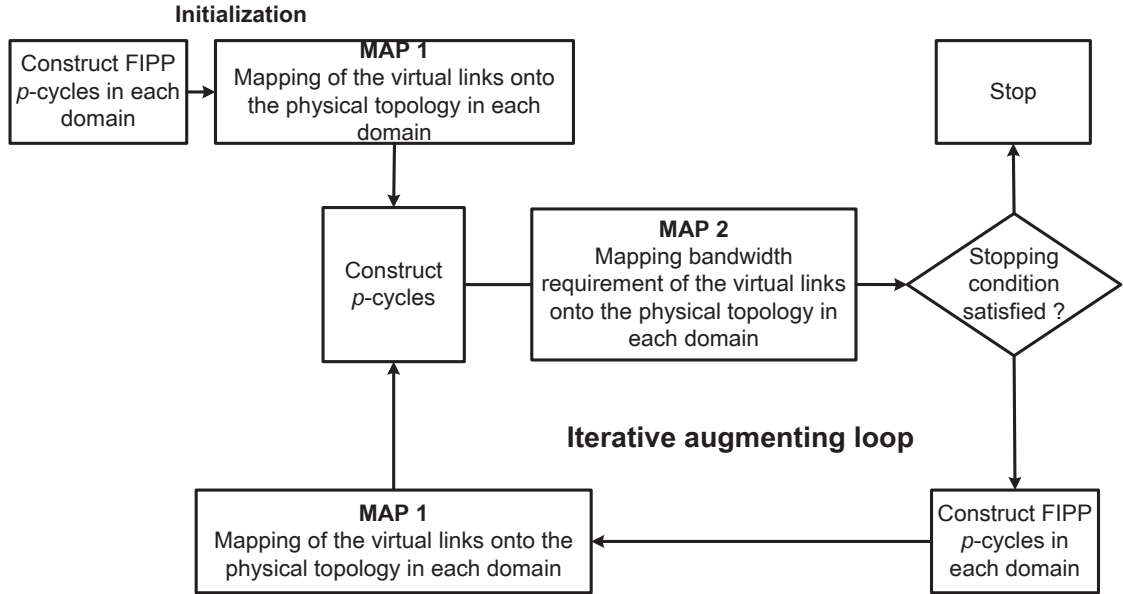 Initialization
Construct FIPP
p-cycles in each
domain
MAP 1
Mapping of the virtual links onto
the physical topology in each
domain
Stop
Construct
p-cycles
MAP 2
Mapping bandwidth
requirement of the virtual links
onto the physical topology in
each domain
Stopping
condition
satisfied ?
Iterative augmenting loop
MAP 1
Mapping of the virtual links onto the
physical topology in each domain
Construct FIPP
p-cycles in
each domain